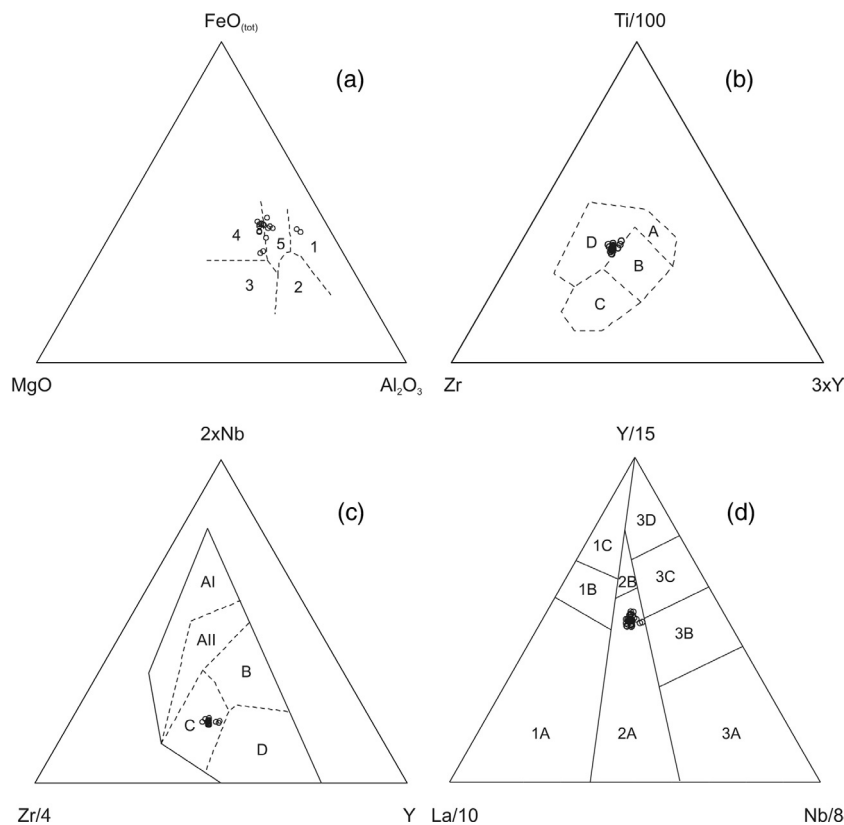 FeO(tot)
(a)
4
5
1
3
2
MgO
Al2O3
Ti/100
(b)
A
D
B
C
Zr
3xY
2xNb
(c)
AI
AII
B
C
D
Zr/4
Y
Y/15
(d)
3D
1C
2B
3C
1B
3B
1A
2A
3A
La/10
Nb/8